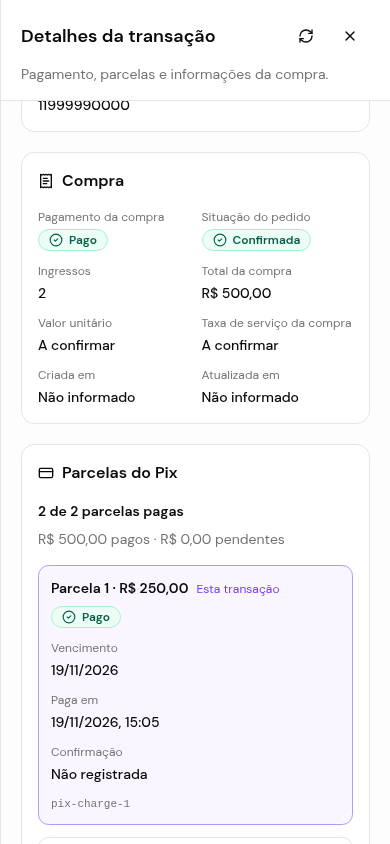 Detalhes da transação
Pagamento, parcelas e informações da compra.
11999990000
Compra
Pagamento da compra
Situação do pedido
Pago
Confirmada
Ingressos
Total da compra
2
R$ 500,00
Valor unitário
Taxa de serviço da compra
A confirmar
A confirmar
Criada em
Atualizada em
Não informado
Não informado
Parcelas do Pix
2 de 2 parcelas pagas
R$ 500,00 pagos · R$ 0,00 pendentes
Parcela 1 · R$ 250,00 Esta transação
Pago
Vencimento
19/11/2026
Paga em
19/11/2026, 15:05
Confirmação
Não registrada
pix-charge-1